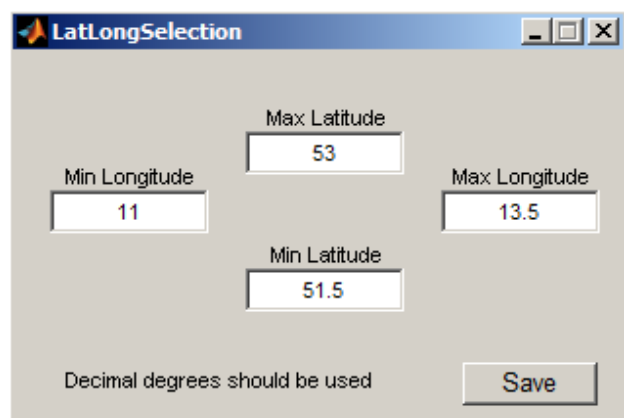 LatLongSelection
Max Latitude
53
Min Longitude
Max Longitude
11
13.5
Min Latitude
51.5
Decimal degrees should be used
Save